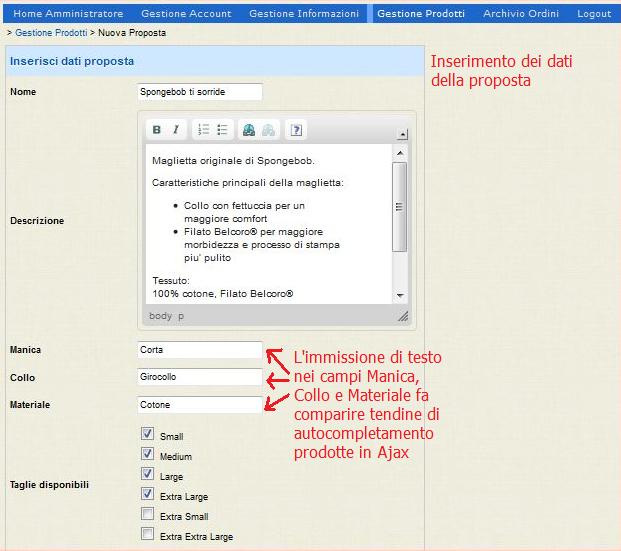 Home Amministratore Gestione Account Gestione Informazioni Gestione Prodotti Archivio Ordini Logout
> Gestione Prodotti > Nuova Proposta
Inserisci dati proposta
Inserimento dei dati
della proposta
Nome Spongebob ti sorride
B I ?
Descrizione
Maglietta originale di Spongebob.
Caratteristiche principali della maglietta:
• Collo con fettuccia per un
maggiore comfort
• Filato Belcoro® per maggiore
morbidezza e processo di stampa
piu' pulito
Tessuto:
100% cotone, Filato Belcoro®
body p
Manica Corta
Collo Girocollo
Materiale Cotone
L'immissione di testo
nei campi Manica,
Collo e Materiale fa
comparire tendine di
autocompletamento
prodotte in Ajax
Taglie disponibili
Small
Medium
Large
Extra Large
Extra Small
Extra Extra Large